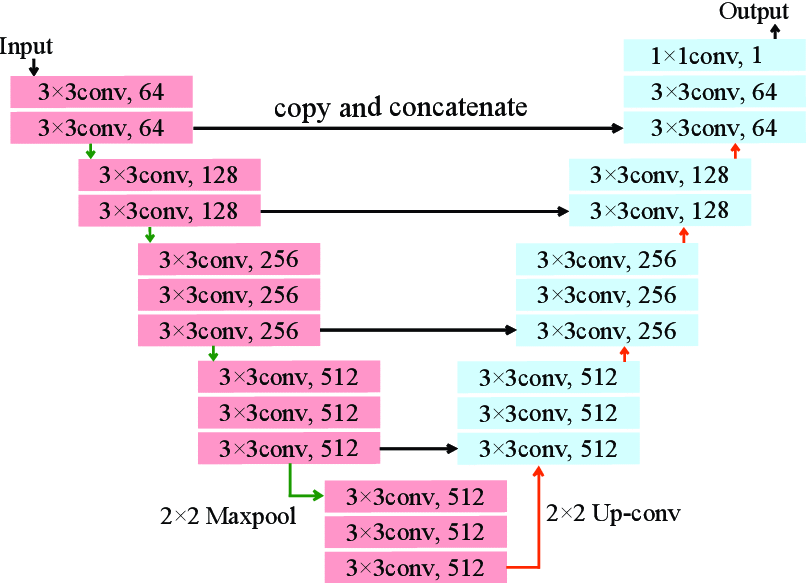 Output
Input
1×1conv, 1
3×3conv, 64
3×3conv, 64
3×3conv, 64
copy and concatenate
3×3conv, 64
3×3conv, 128
3×3conv, 128
3×3conv, 128
3×3conv, 128
3×3conv, 256
3×3conv, 256
3×3conv, 256
3×3conv, 256
3×3conv, 256
3×3conv, 256
3×3conv, 512
3×3conv, 512
3×3conv, 512
3×3conv, 512
3×3conv, 512
3×3conv, 512
3×3conv, 512
2×2 Maxpool
2×2 Up-conv
3×3conv, 512
3×3conv, 512